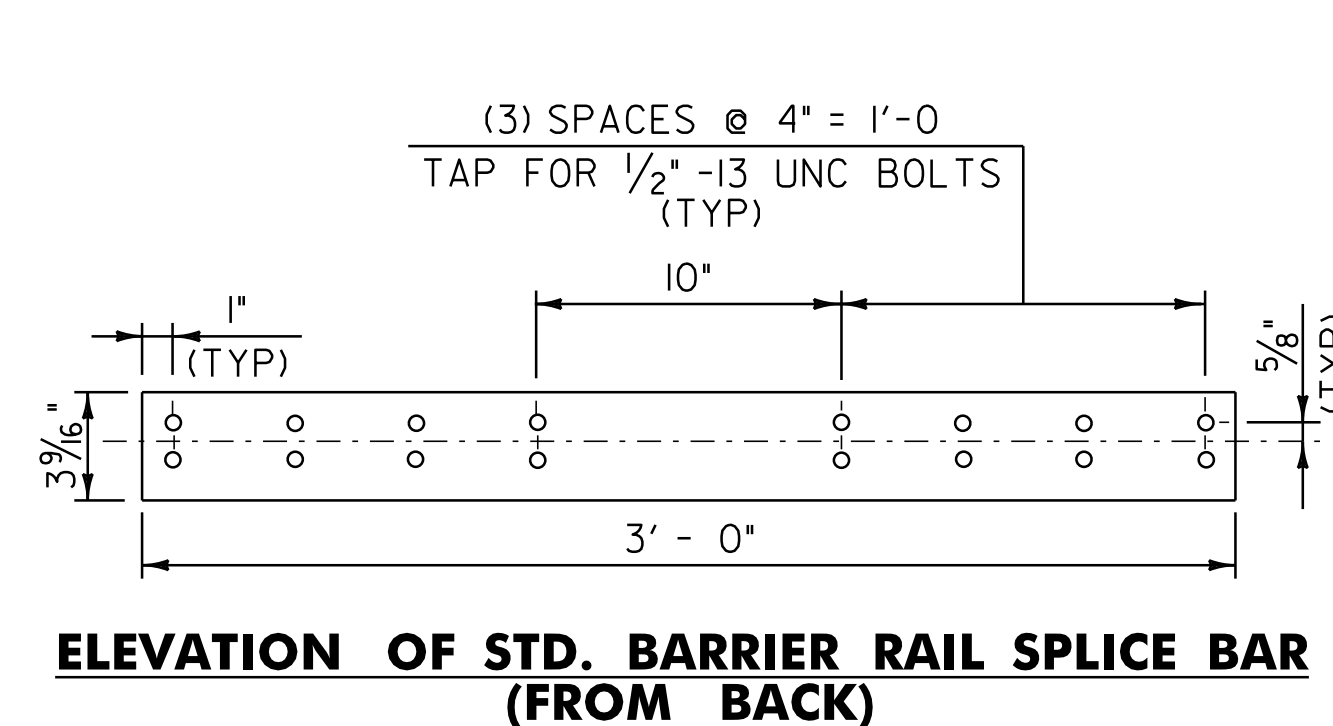 (3) SPACES @ 4" = 1'-0
TAP FOR 1/2" -13 UNC BOLTS
(TYP)
10"
1"
(TYP)
5/8"
(TYP)
3 9/16"
3' - 0"
ELEVATION OF STD. BARRIER RAIL SPLICE BAR
(FROM BACK)